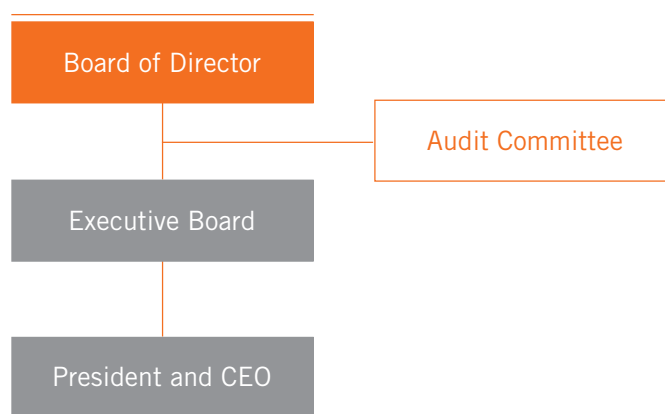 Board of Director
Audit Committee
Executive Board
President and CEO